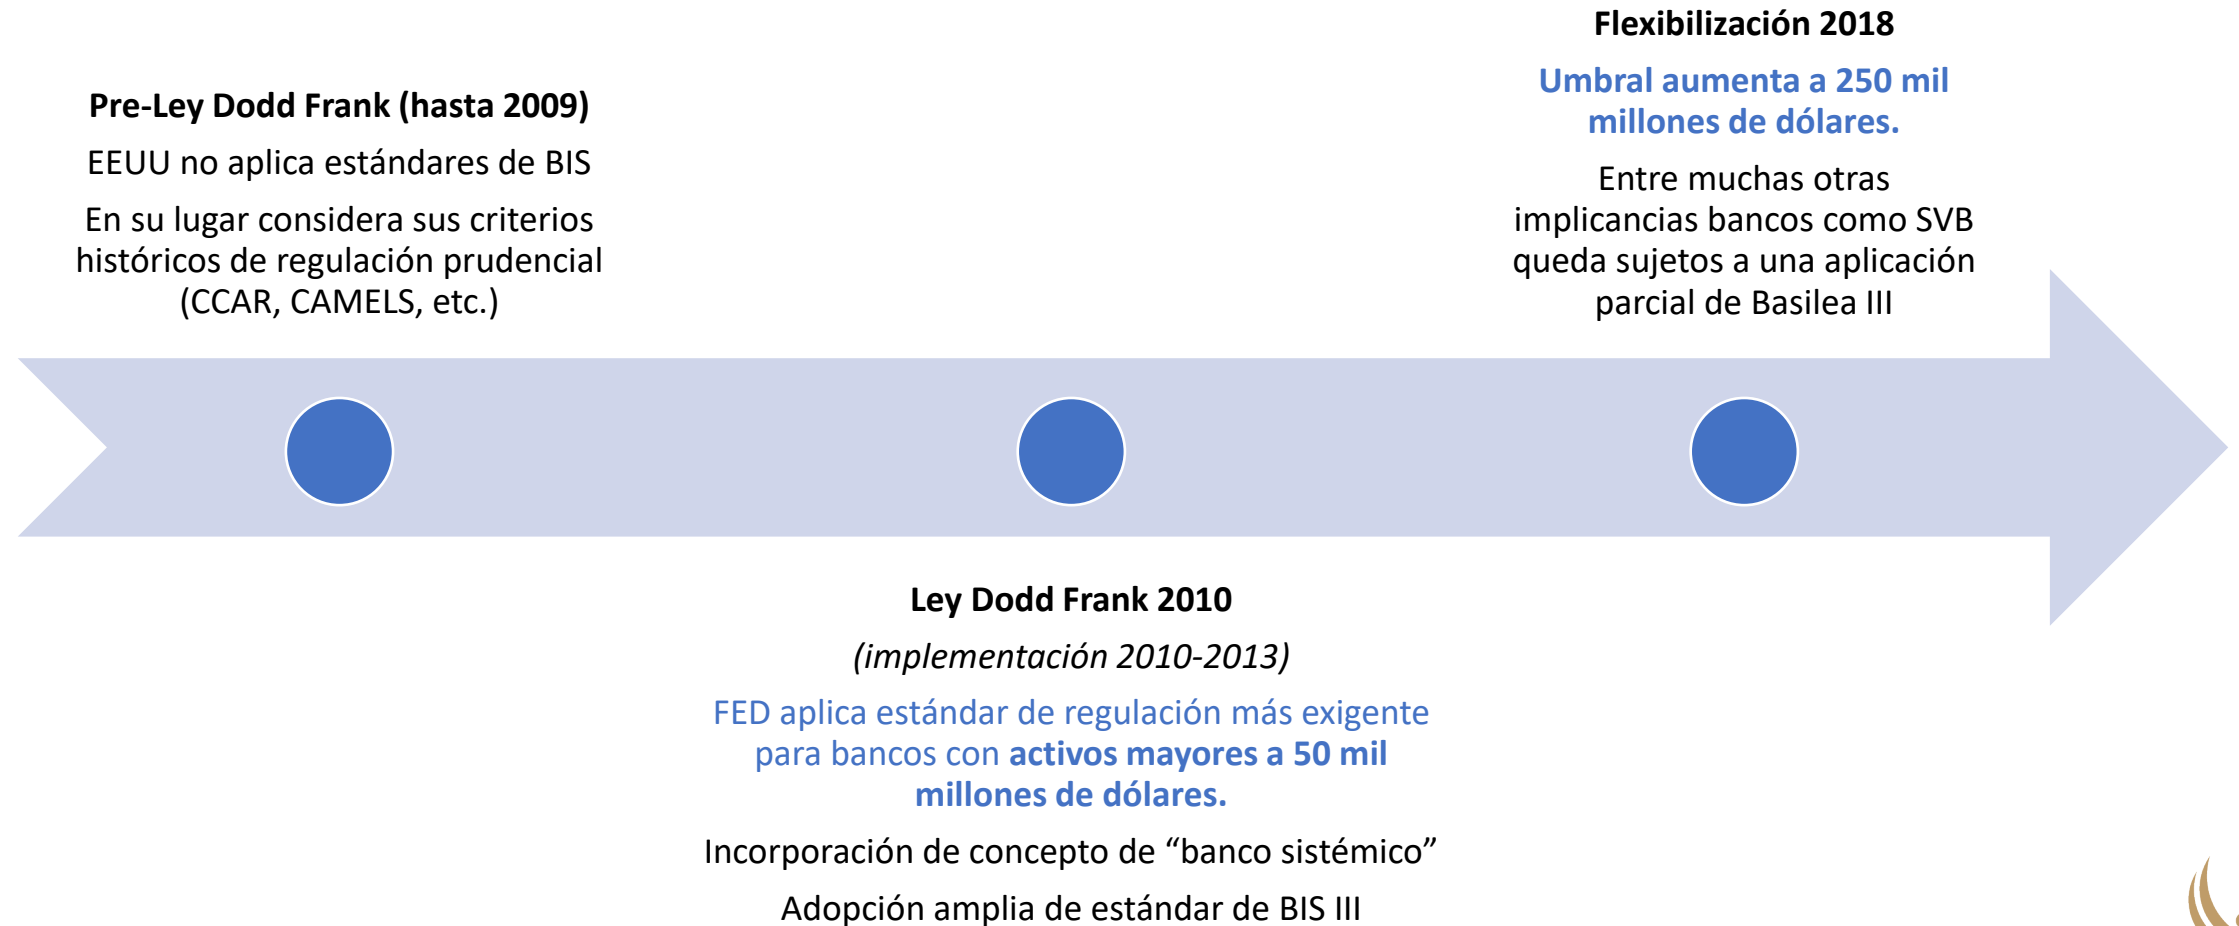 Pre-Ley Dodd Frank (hasta 2009)
EEUU no aplica estándares de BIS
En su lugar considera sus criterios
históricos de regulación prudencial
(CCAR, CAMELS, etc.)
Ley Dodd Frank 2010
(implementación 2010-2013)
FED aplica estándar de regulación más exigente
para bancos con activos mayores a 50 mil
millones de dólares.
Incorporación de concepto de “banco sistémico”
Adopción amplia de estándar de BIS III
Flexibilización 2018
Umbral aumenta a 250 mil
millones de dólares.
Entre muchas otras
implicancias bancos como SVB
queda sujetos a una aplicación
parcial de Basilea III